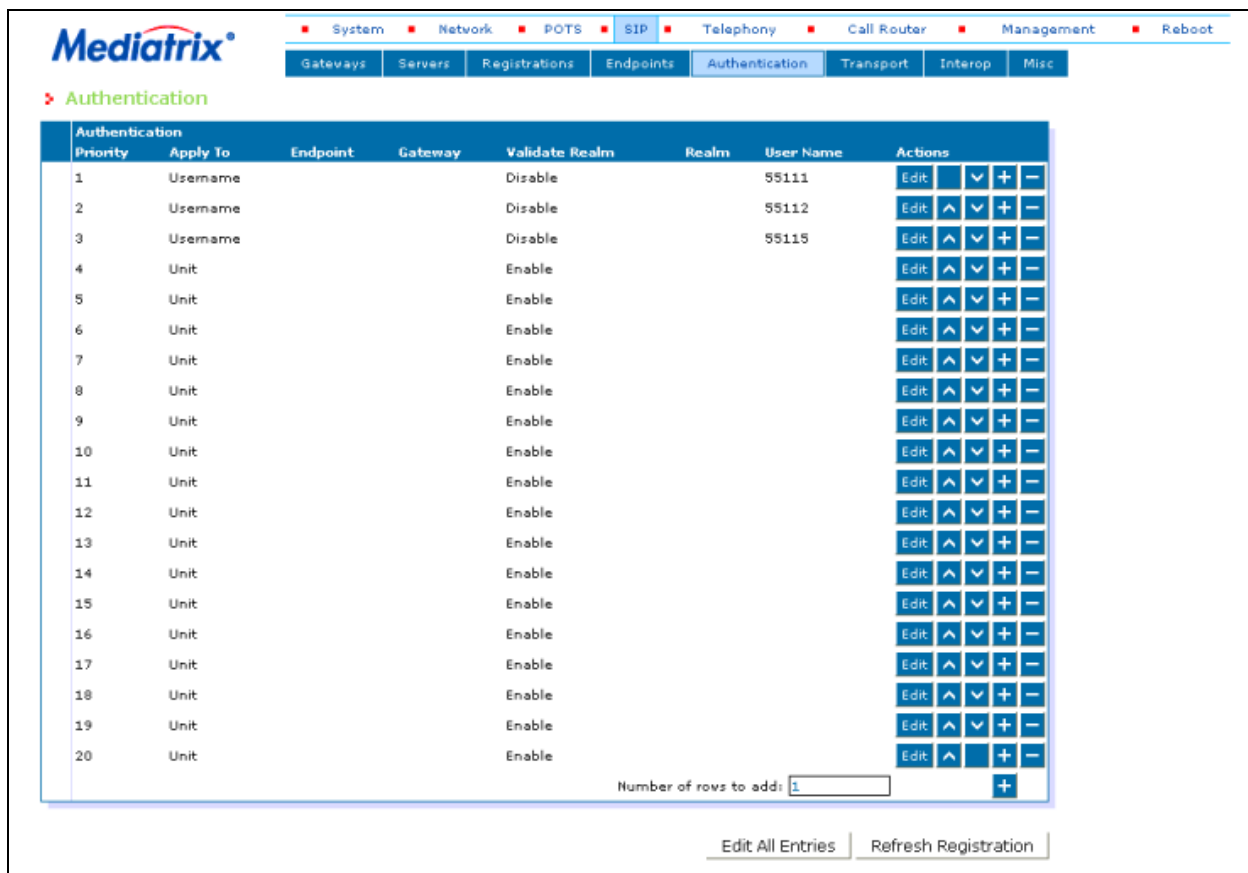 Mediatrix
System Network POTS SIP Telephony Call Router Management Reboot
Gateways Servers Registrations Endpoints Authentication Transport Interop Misc
Authentication
Authentication
Priority Apply To Endpoint Gateway Validate Realm Realm User Name Actions
1 Username Disable 55111 Edit + −
2 Username Disable 55112 Edit + −
3 Username Disable 55115 Edit + −
4 Unit Enable Edit + −
5 Unit Enable Edit + −
6 Unit Enable Edit + −
7 Unit Enable Edit + −
8 Unit Enable Edit + −
9 Unit Enable Edit + −
10 Unit Enable Edit + −
11 Unit Enable Edit + −
12 Unit Enable Edit + −
13 Unit Enable Edit + −
14 Unit Enable Edit + −
15 Unit Enable Edit + −
16 Unit Enable Edit + −
17 Unit Enable Edit + −
18 Unit Enable Edit + −
19 Unit Enable Edit + −
20 Unit Enable Edit + −
Number of rows to add: 1 +
Edit All Entries Refresh Registration